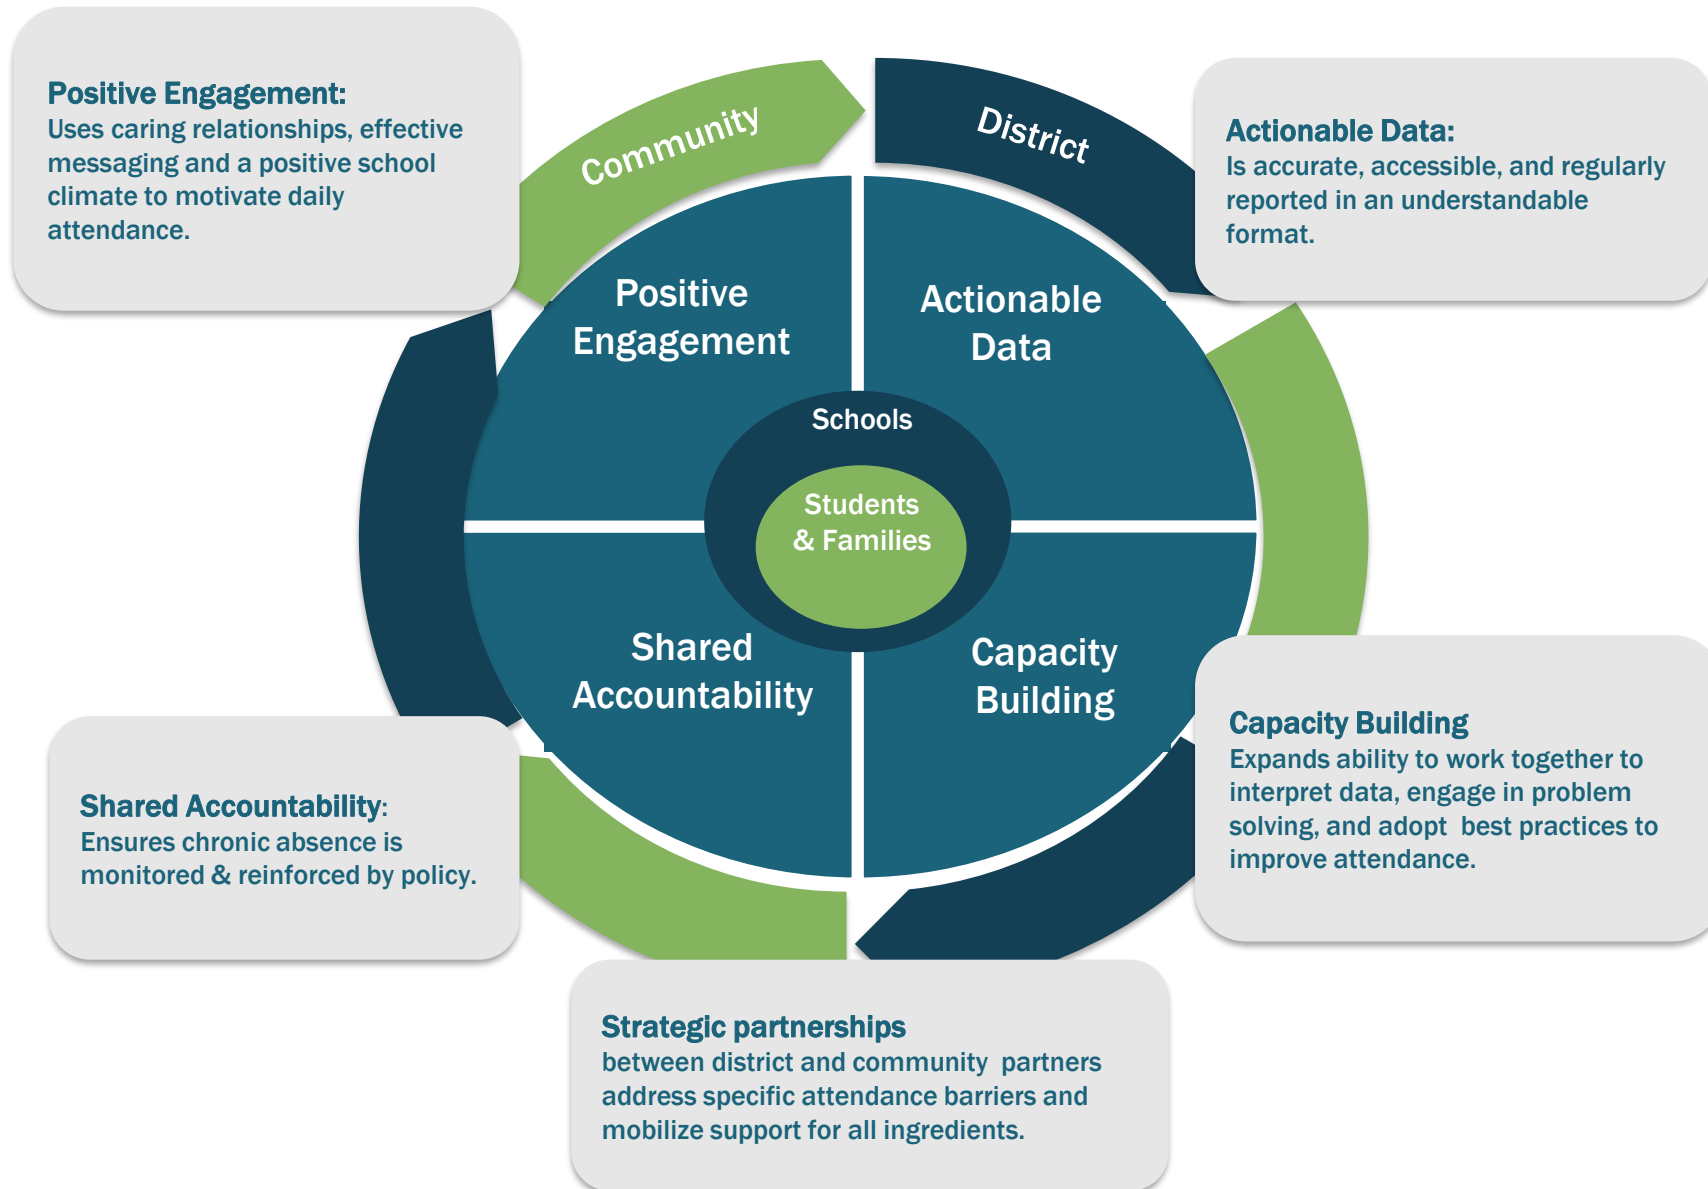 Positive Engagement:
Uses caring relationships, effective
messaging and a positive school
climate to motivate daily
attendance.
Community
District
Actionable Data:
Is accurate, accessible, and regularly
reported in an understandable
format.
Positive
Engagement
Actionable
Data
Schools
Students
& Families
Shared
Accountability
Capacity
Building
Shared Accountability:
Ensures chronic absence is
monitored & reinforced by policy.
Capacity Building
Expands ability to work together to
interpret data, engage in problem
solving, and adopt  best practices to
improve attendance.
Strategic partnerships
between district and community  partners
address specific attendance barriers and
mobilize support for all ingredients.